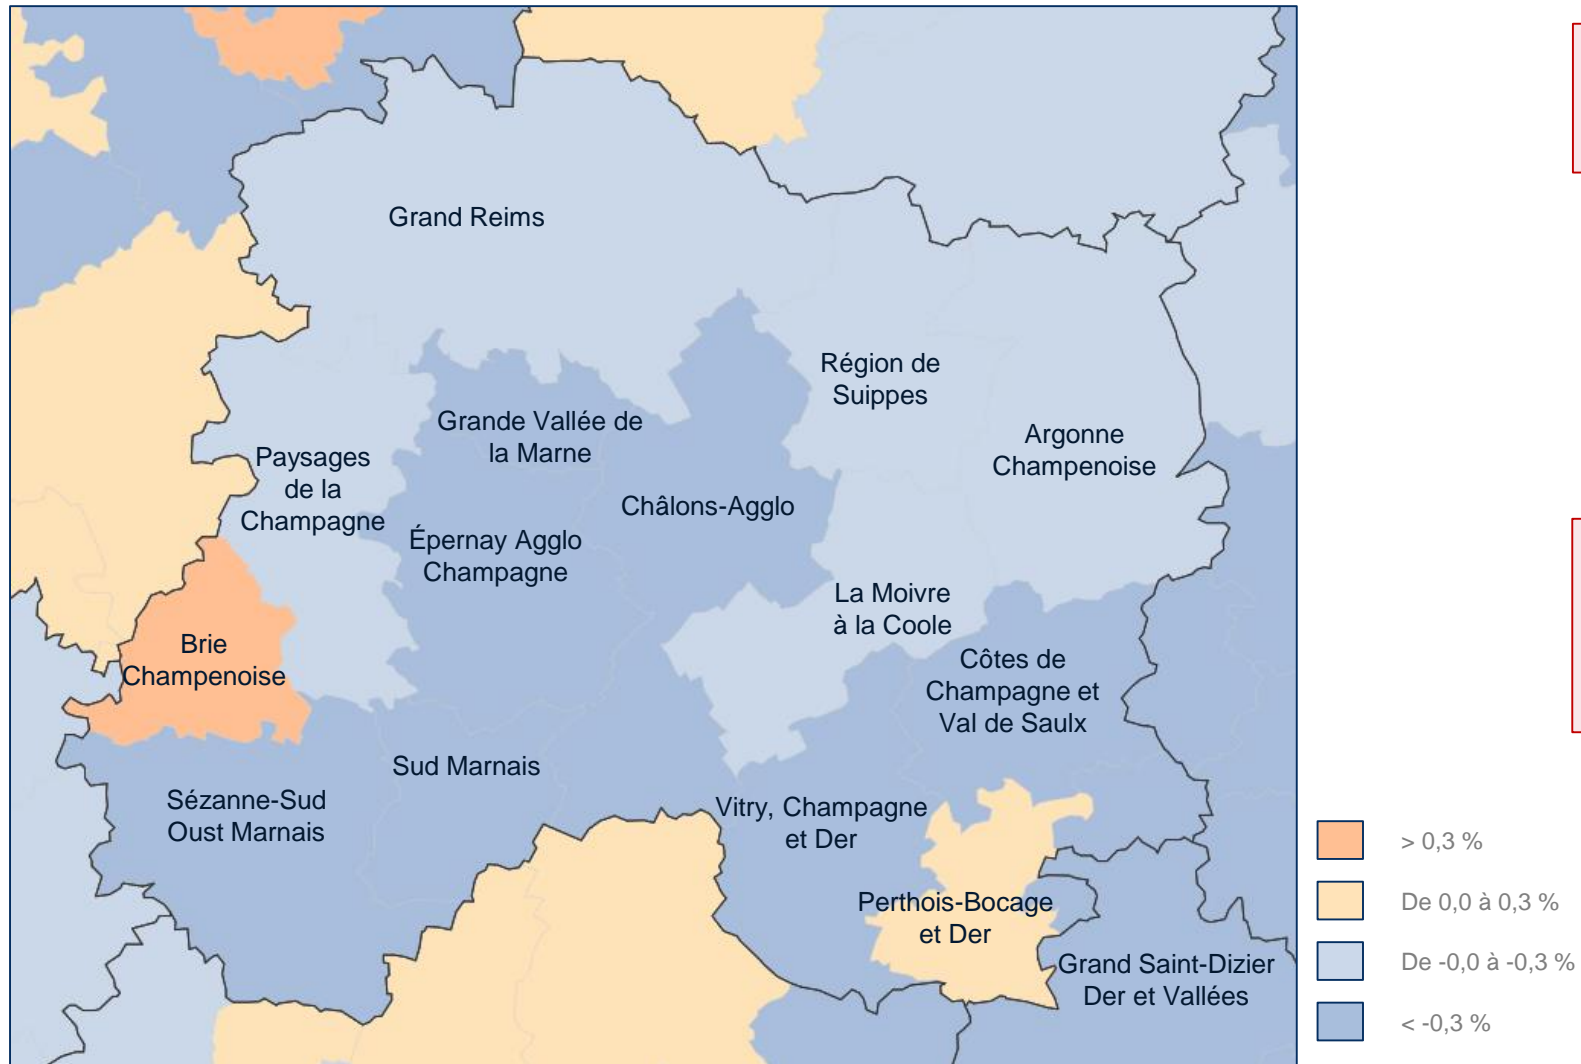 Grand Reims
Région de
Suippes
Grande Vallée de
la Marne
Argonne
Champenoise
Paysages
de la
Champagne
Châlons-Agglo
Épernay Agglo
Champagne
La Moivre
à la Coole
Brie
Champenoise
Côtes de
Champagne et
Val de Saulx
Sud Marnais
Sézanne-Sud
Oust Marnais
Vitry, Champagne
et Der
Perthois-Bocage
et Der
Grand Saint-Dizier
Der et Vallées
> 0,3 %
De 0,0 à 0,3 %
De -0,0 à -0,3 %
< -0,3 %